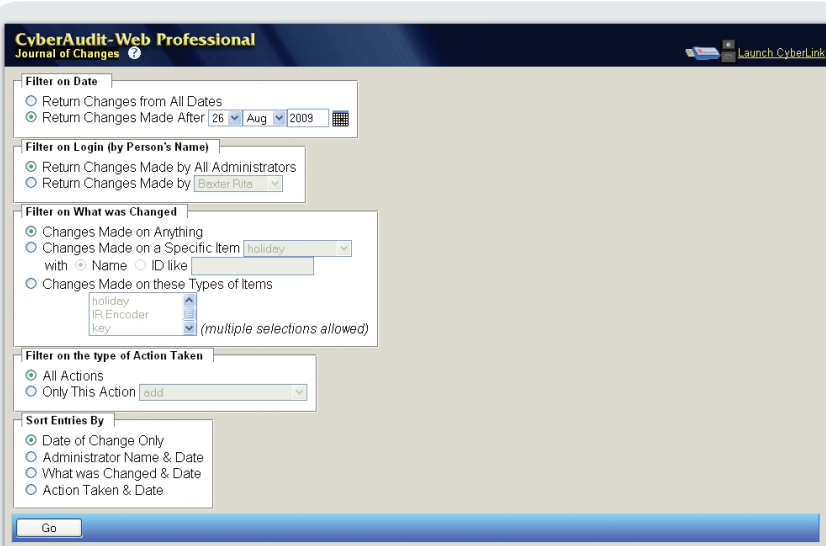 CyberAudit-Web Professional
Journal of Changes ?
Launch CyberLink
Filter on Date
Return Changes from All Dates
Return Changes Made After 26 Aug 2009
Filter on Login (by Person's Name)
Return Changes Made by All Administrators
Return Changes Made by Baxter Rita
Filter on What was Changed
Changes Made on Anything
Changes Made on a Specific Item holiday
with Name ID like
Changes Made on these Types of Items
holiday
IR Encoder
key (multiple selections allowed)
Filter on the type of Action Taken
All Actions
Only This Action add
Sort Entries By
Date of Change Only
Administrator Name & Date
What was Changed & Date
Action Taken & Date
Go